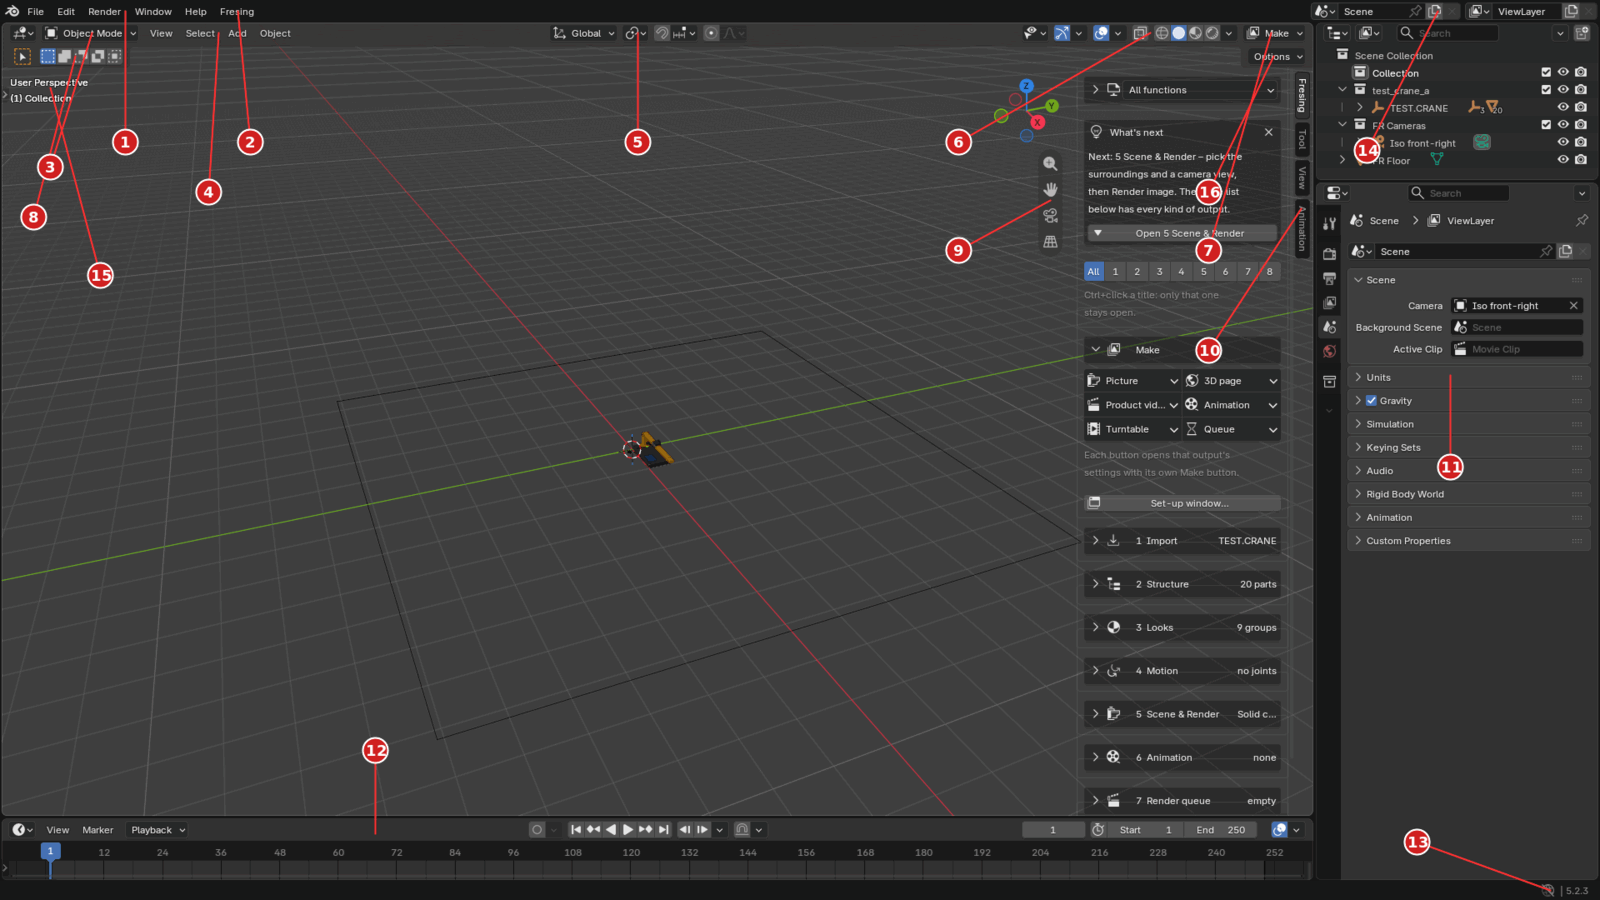 File Edit Render Window Help Fresing
Scene
ViewLayer
Object Mode View Select Add Object
Global
Make
Options
User Perspective
(1) Collection
1
2
3
4
5
6
7
8
9
10
11
12
13
14
15
16
Z
Y
X
Fresing
Tool
View
Animation
All functions
What's next
Next: 5 Scene & Render – pick the
surroundings and a camera view,
then Render image. The list
below has every kind of output.
Open 5 Scene & Render
All 1 2 3 4 5 6 7 8
Ctrl+click a title: only that one
stays open.
Make
Picture 3D page
Product vid... Animation
Turntable Queue
Each button opens that output's
settings with its own Make button.
Set-up window...
1 Import TEST.CRANE
2 Structure 20 parts
3 Looks 9 groups
4 Motion no joints
5 Scene & Render Solid c...
6 Animation none
7 Render queue empty
Search
Scene Collection
Collection
test_crane_a
TEST.CRANE 3 20
FR Cameras
Iso front-right
FR Floor
Search
Scene > ViewLayer
Scene
Scene
Camera Iso front-right
Background Scene Scene
Active Clip Movie Clip
Units
Gravity
Simulation
Keying Sets
Audio
Rigid Body World
Animation
Custom Properties
View Marker Playback
1 Start 1 End 250
1 12 24 36 48 60 72 84 96 108 120 132 144 156 168 180 192 204 216 228 240 252
5.2.3